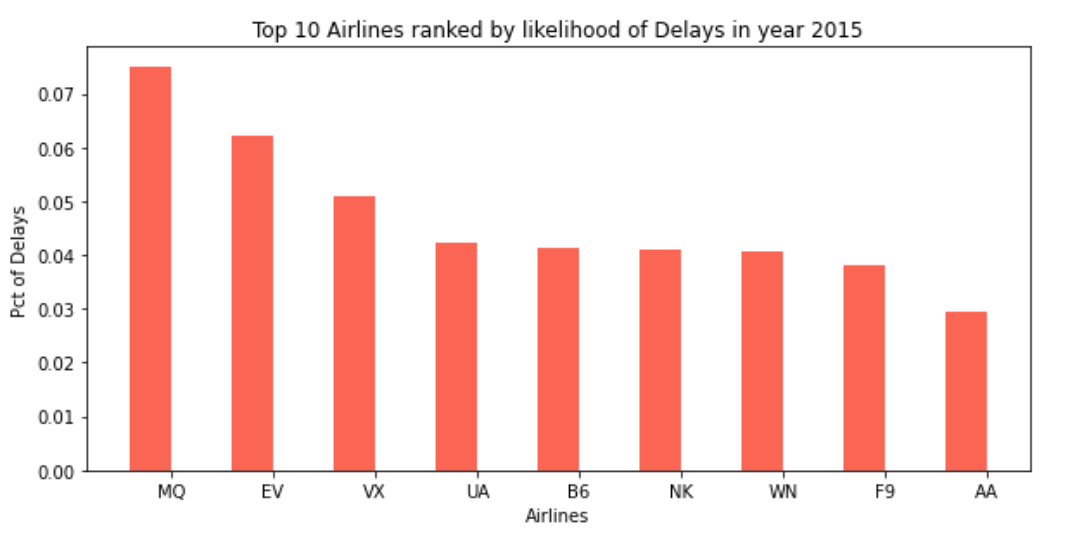 Top 10 Airlines ranked by likelihood of Delays in year 2015
Pct of Delays
0.07
0.06
0.05
0.04
0.03
0.02
0.01
0.00
MQ EV VX UA B6 NK WN F9 AA
Airlines